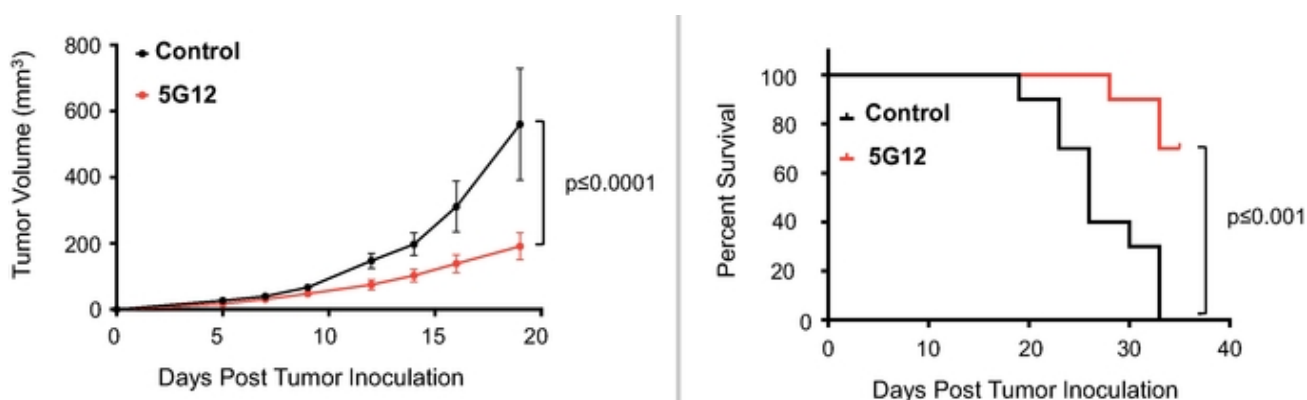 Tumor Volume (mm³)
800
600
400
200
0
Control
5G12
p≤0.0001
0 5 10 15 20
Days Post Tumor Inoculation
Percent Survival
100
80
60
40
20
0
Control
5G12
p≤0.001
0 10 20 30 40
Days Post Tumor Inoculation